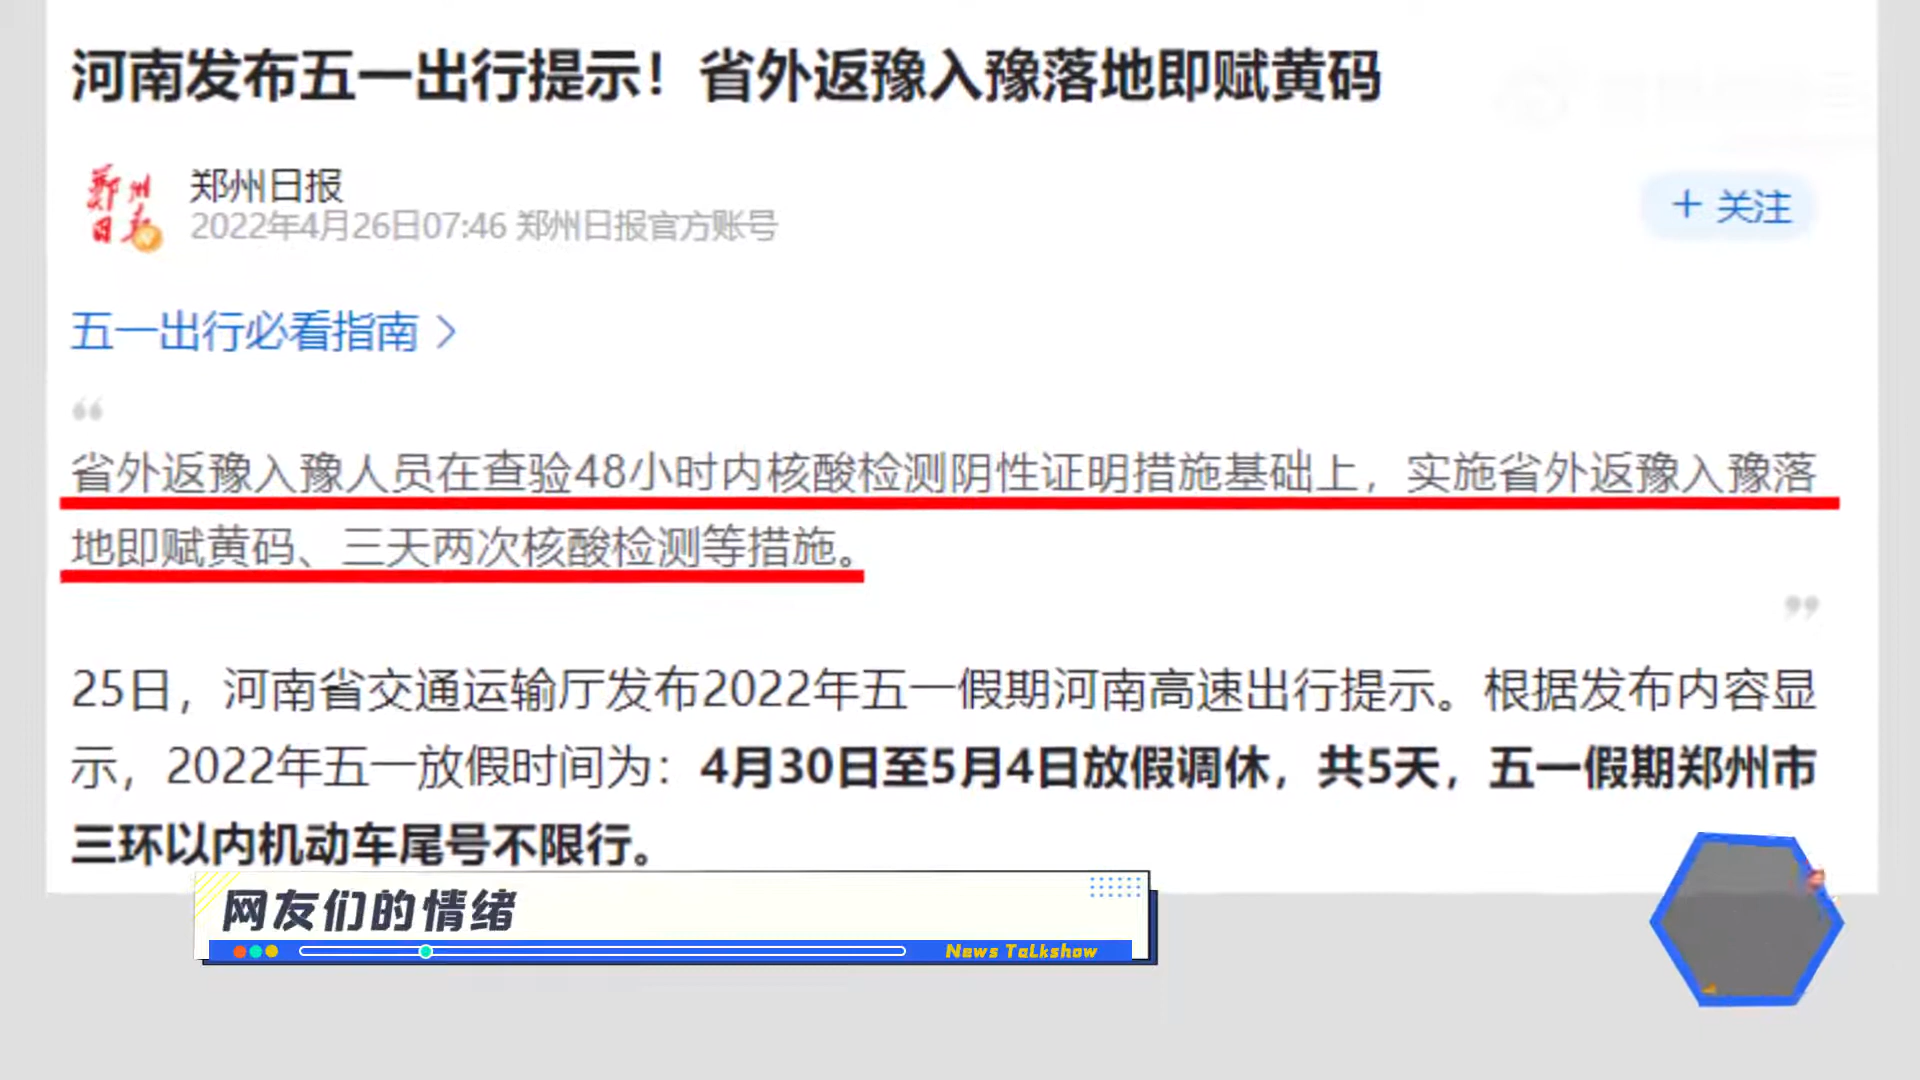 河南发布五一出行提示！省外返豫入豫落地即赋黄码
郑州日报
郑州日报
2022年4月26日07:46 郑州日报官方账号
+ 关注
五一出行必看指南 >
“
省外返豫入豫人员在查验48小时内核酸检测阴性证明措施基础上，实施省外返豫入豫落
地即赋黄码、三天两次核酸检测等措施。
”
25日，河南省交通运输厅发布2022年五一假期河南高速出行提示。根据发布内容显
示，2022年五一放假时间为：4月30日至5月4日放假调休，共5天，五一假期郑州市
三环以内机动车尾号不限行。
网友们的情绪
News Talkshow